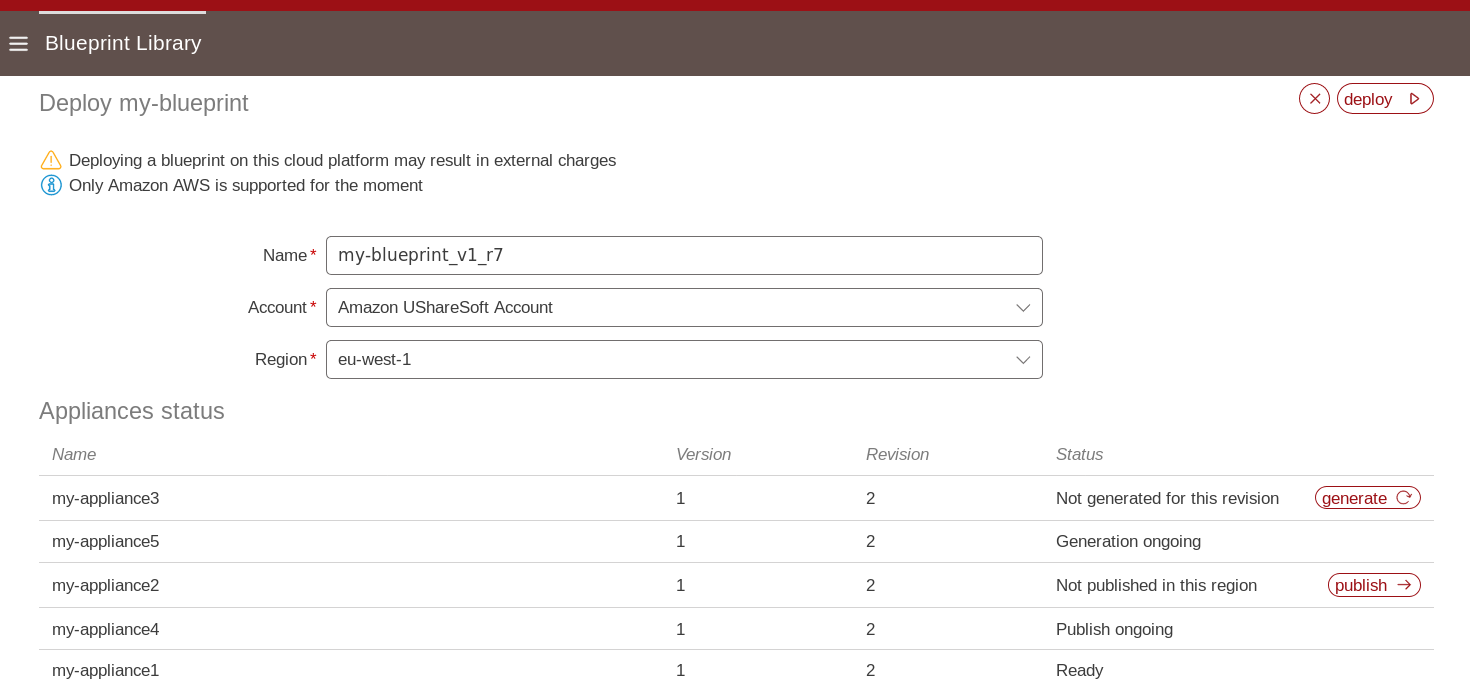 Blueprint Library
Deploy my-blueprint
deploy
Deploying a blueprint on this cloud platform may result in external charges
Only Amazon AWS is supported for the moment
Name * my-blueprint_v1_r7
Account * Amazon UShareSoft Account
Region * eu-west-1
Appliances status
Name Version Revision Status
my-appliance3 1 2 Not generated for this revision generate
my-appliance5 1 2 Generation ongoing
my-appliance2 1 2 Not published in this region publish
my-appliance4 1 2 Publish ongoing
my-appliance1 1 2 Ready